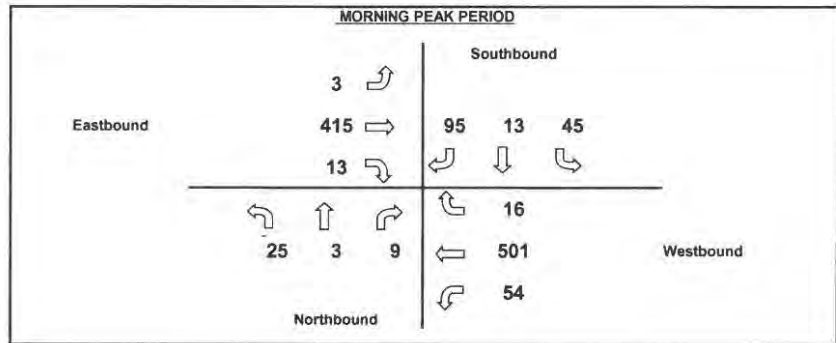 MORNING PEAK PERIOD
Southbound
3
Eastbound
415
95 13 45
13
16
25 3 9
501
Westbound
54
Northbound